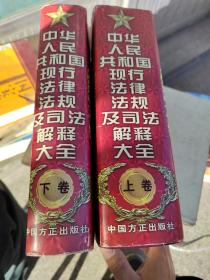 中华
人民
共和国
现行
法律
法规
及司法
解释
大全
下卷
中国方正出版社
中华
人民
共和国
现行
法律
法规
及司法
解释
大全
上卷
中国方正出版社